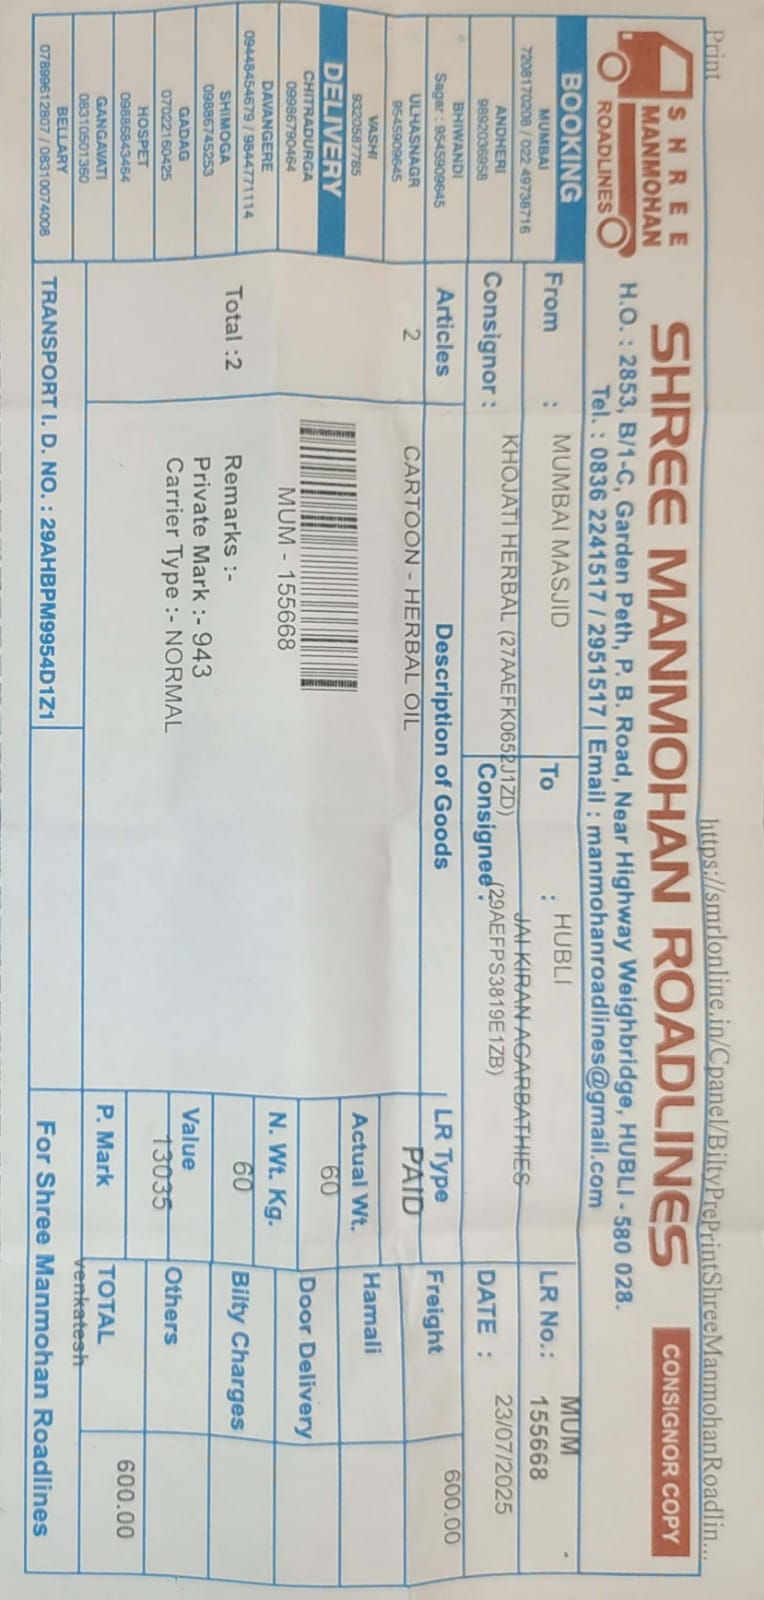 Print
https://smrlonline.in/Cpanel/BiltyPrePrintShreeManmohanRoadlin...
SHREE
MANMOHAN
ROADLINES
SHREE MANMOHAN ROADLINES
CONSIGNOR COPY
H.O. : 2853, B/1-C, Garden Peth, P. B. Road, Near Highway Weighbridge, HUBLI - 580 028.
Tel. : 0836 2241517 / 2951517 | Email : manmohanroadlines@gmail.com
BOOKING
MUMBAI
7208170208 / 022 49738716
ANDHERI
9892036958
BHIWANDI
Sagar : 9545909645
ULHASNAGR
9545909645
VASHI
9320587785
DELIVERY
CHITRADURGA
09986790464
DAVANGERE
09448454679 / 9844771114
SHIMOGA
09886745253
GADAG
07022160425
HOSPET
09886843464
GANGAVATI
08310501360
BELLARY
07899612807 / 08310074008
From : MUMBAI MASJID
To : HUBLI
LR No.: MUM 155668
Consignor : KHOJATI HERBAL (27AAEFK0652J1ZD)
Consignee : JAI KIRAN AGARBATHIES
(29AEFPS3819E1ZB)
DATE : 23/07/2025
Articles
Description of Goods
LR Type
PAID
Freight
600.00
2
CARTOON - HERBAL OIL
Actual Wt.
60
Hamali
MUM - 155668
N. Wt. Kg.
60
Door Delivery
Total :2
Remarks :-
Private Mark :- 943
Carrier Type :- NORMAL
Value
13035
Bilty Charges
Others
P. Mark
TOTAL
600.00
venkatesh
TRANSPORT I. D. NO. : 29AHBPM9954D1Z1
For Shree Manmohan Roadlines